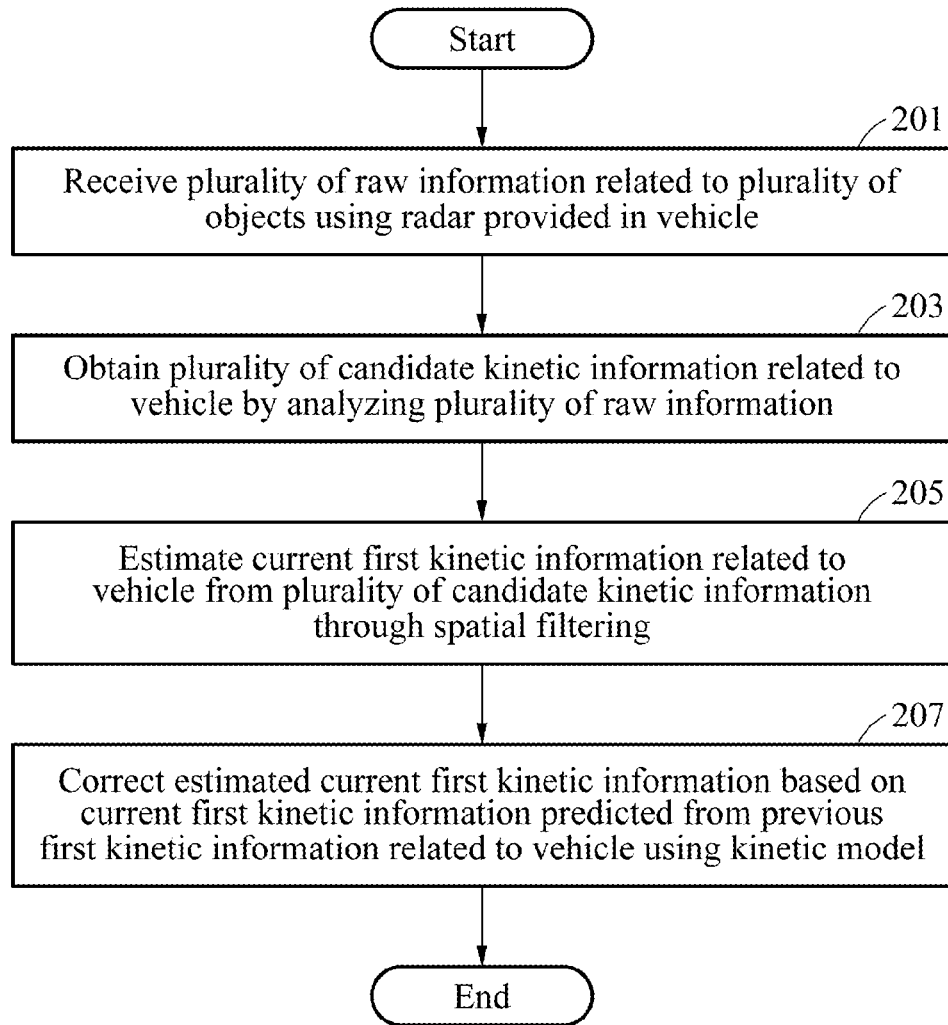 Start
201
Receive plurality of raw information related to plurality of
objects using radar provided in vehicle
203
Obtain plurality of candidate kinetic information related to
vehicle by analyzing plurality of raw information
205
Estimate current first kinetic information related to
vehicle from plurality of candidate kinetic information
through spatial filtering
207
Correct estimated current first kinetic information based on
current first kinetic information predicted from previous
first kinetic information related to vehicle using kinetic model
End